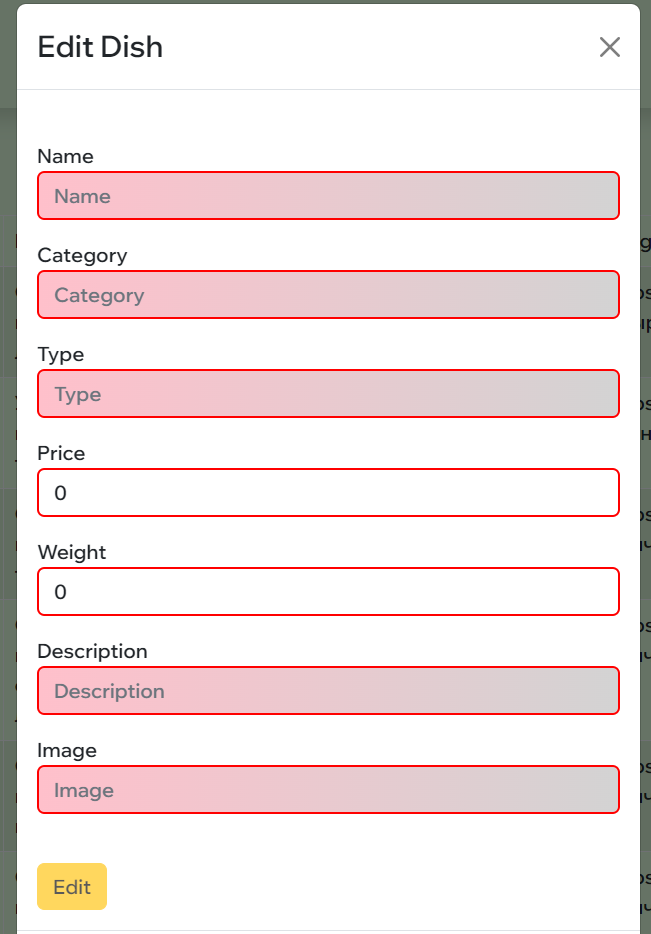 Edit Dish
Name
Name
Category
Category
Type
Type
Price
0
Weight
0
Description
Description
Image
Image
Edit